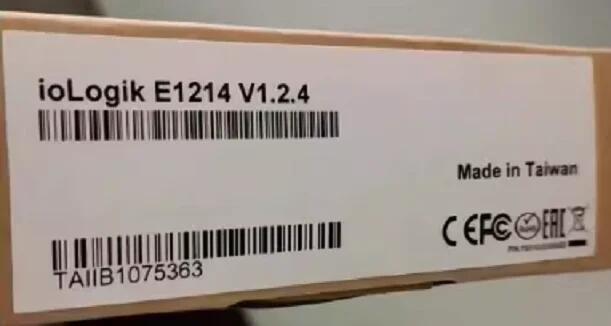 ioLogik E1214 V1.2.4
Made in Taiwan
CE FC EAC
TAIIB1075363